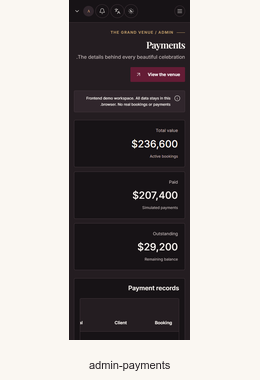 THE GRAND VENUE / ADMIN
Payments
The details behind every beautiful celebration.
View the venue
Frontend demo workspace. All data stays in this
browser. No real bookings or payments.
Total value
$236,600
Active bookings
Paid
$207,400
Simulated payments
Outstanding
$29,200
Remaining balance
Payment records
Client Booking
admin-payments